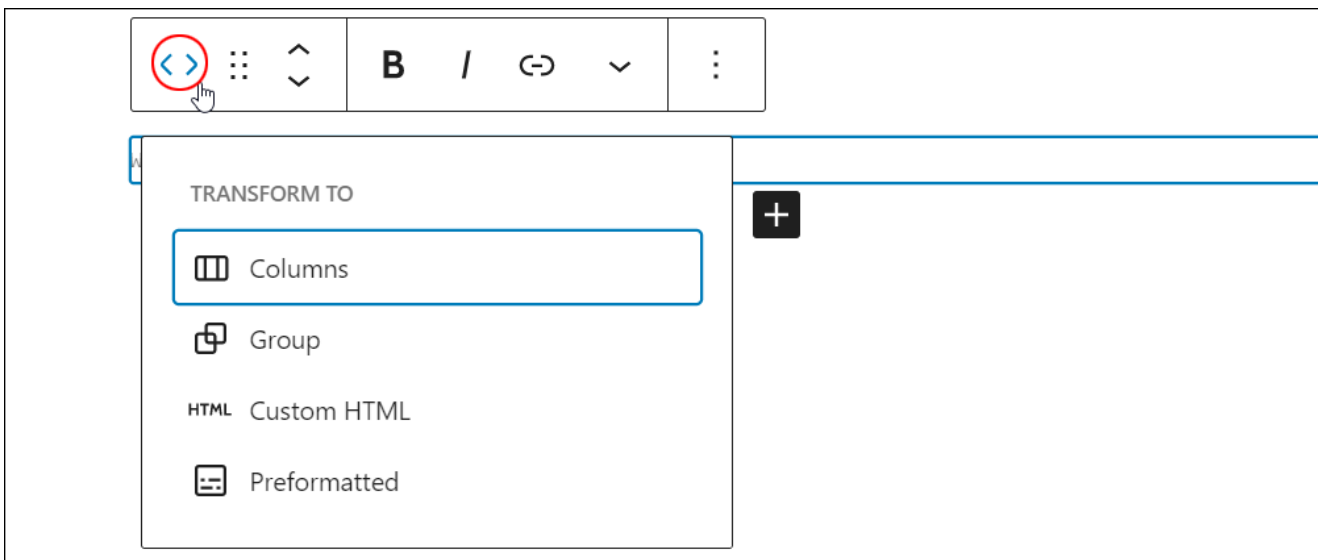 B I
TRANSFORM TO
Columns
Group
HTML Custom HTML
Preformatted